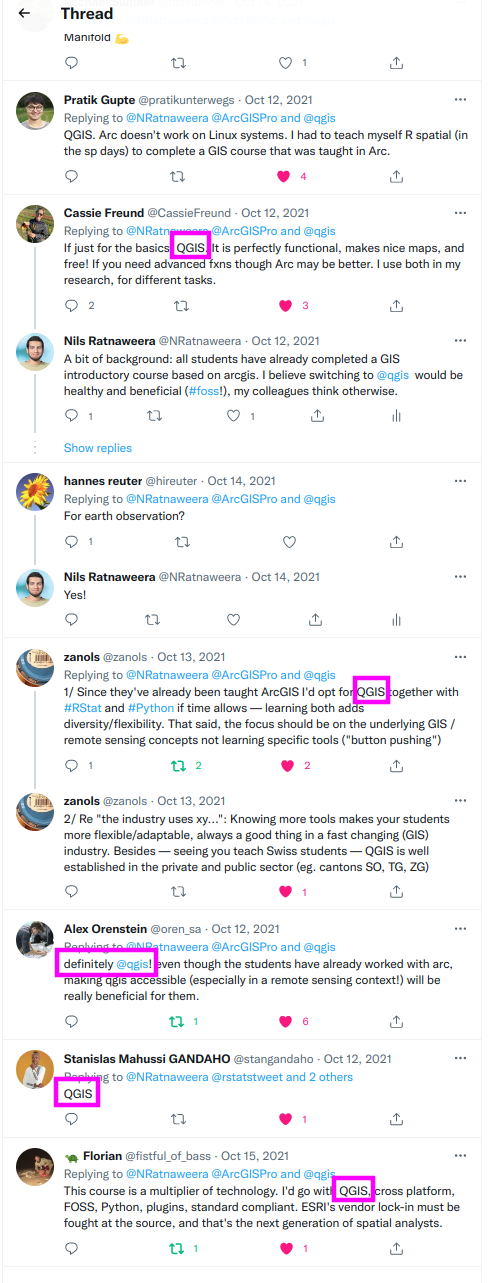 Thread
Manifold 💪
1
Pratik Gupte @pratikunterwegs · Oct 12, 2021
Replying to @NRatnaweera @ArcGISPro and @qgis
QGIS. Arc doesn't work on Linux systems. I had to teach myself R spatial (in
the sp days) to complete a GIS course that was taught in Arc.
4
Cassie Freund @CassieFreund · Oct 12, 2021
Replying to @NRatnaweera @ArcGISPro and @qgis
If just for the basics, QGIS. It is perfectly functional, makes nice maps, and
free! If you need advanced fxns though Arc may be better. I use both in my
research, for different tasks.
2 3
Nils Ratnaweera @NRatnaweera · Oct 12, 2021
A bit of background: all students have already completed a GIS
introductory course based on arcgis. I believe switching to @qgis would be
healthy and beneficial (#foss!), my colleagues think otherwise.
1 1
Show replies
hannes reuter @hireuter · Oct 14, 2021
Replying to @NRatnaweera @ArcGISPro and @qgis
For earth observation?
1
Nils Ratnaweera @NRatnaweera · Oct 14, 2021
Yes!
zanols @zanols · Oct 13, 2021
Replying to @NRatnaweera @ArcGISPro and @qgis
1/ Since they've already been taught ArcGIS I'd opt for QGIS together with
#RStat and #Python if time allows — learning both adds
diversity/flexibility. That said, the focus should be on the underlying GIS /
remote sensing concepts not learning specific tools ("button pushing")
1 2 2
zanols @zanols · Oct 13, 2021
2/ Re "the industry uses xy...": Knowing more tools makes your students
more flexible/adaptable, always a good thing in a fast changing (GIS)
industry. Besides — seeing you teach Swiss students — QGIS is well
established in the private and public sector (eg. cantons SO, TG, ZG)
1
Alex Orenstein @oren_sa · Oct 12, 2021
Replying to @NRatnaweera @ArcGISPro and @qgis
definitely @qgis! even though the students have already worked with arc,
making qgis accessible (especially in a remote sensing context!) will be
really beneficial for them.
1 6
Stanislas Mahussi GANDAHO @stangandaho · Oct 12, 2021
Replying to @NRatnaweera @rstatstweet and 2 others
QGIS
1
🐢 Florian @fistful_of_bass · Oct 15, 2021
Replying to @NRatnaweera @ArcGISPro and @qgis
This course is a multiplier of technology. I'd go with QGIS, cross platform,
FOSS, Python, plugins, standard compliant. ESRI's vendor lock-in must be
fought at the source, and that's the next generation of spatial analysts.
1 1